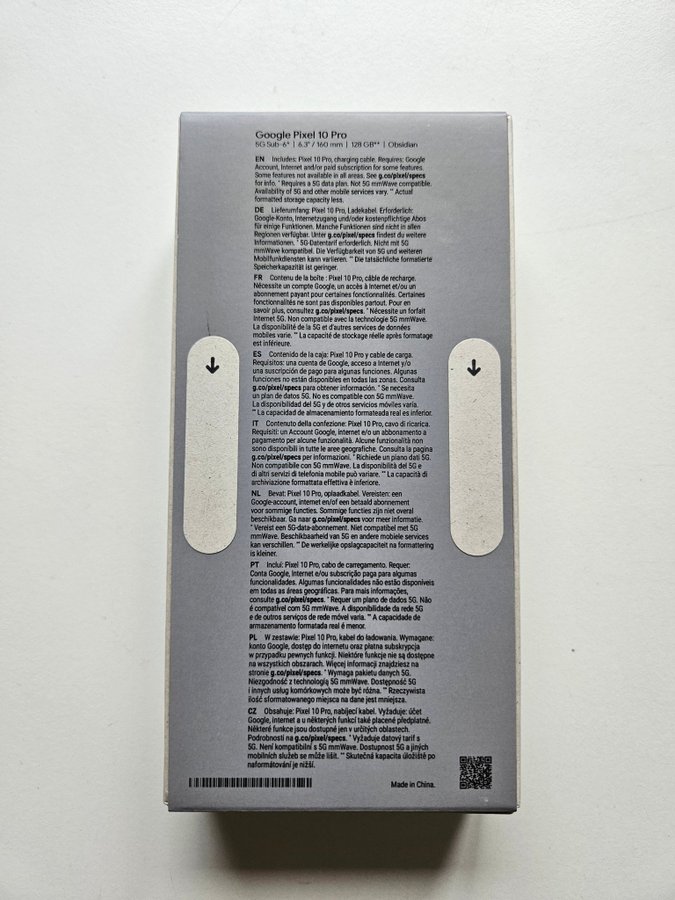 Google Pixel 10 Pro
5G Sub-6* | 6.3" / 160 mm | 128 GB** | Obsidian
EN Includes: Pixel 10 Pro, charging cable. Requires: Google
Account, Internet and/or paid subscription for some features.
Some features not available in all areas. See g.co/pixel/specs
for info. *Requires a 5G data plan. Not 5G mmWave compatible.
Availability of 5G and other mobile services vary. **Actual
formatted storage capacity less.
DE Lieferumfang: Pixel 10 Pro, Ladekabel. Erforderlich:
Google-Konto, Internetzugang und/oder kostenpflichtige Abos
für einige Funktionen. Manche Funktionen sind nicht in allen
Regionen verfügbar. Unter g.co/pixel/specs findest du weitere
Informationen. *5G-Datentarif erforderlich. Nicht mit 5G
mmWave kompatibel. Die Verfügbarkeit von 5G und weiteren
Mobilfunkdiensten kann variieren. **Die tatsächliche formatierte
Speicherkapazität ist geringer.
FR Contenu de la boîte : Pixel 10 Pro, câble de recharge.
Nécessite un compte Google, un accès à Internet et/ou un
abonnement payant pour certaines fonctionnalités. Certaines
fonctionnalités ne sont pas disponibles partout. Pour en
savoir plus, consultez g.co/pixel/specs. *Nécessite un forfait
Internet 5G. Non compatible avec la technologie 5G mmWave.
La disponibilité de la 5G et d'autres services de données
mobiles varie. **La capacité de stockage réelle après formatage
est inférieure.
ES Contenido de la caja: Pixel 10 Pro y cable de carga.
Requisitos: una cuenta de Google, acceso a Internet y/o
una suscripción de pago para algunas funciones. Algunas
funciones no están disponibles en todas las zonas. Consulta
g.co/pixel/specs para obtener información. *Se necesita
un plan de datos 5G. No es compatible con 5G mmWave.
La disponibilidad del 5G y de otros servicios móviles varía.
**La capacidad de almacenamiento formateada real es inferior.
IT Contenuto della confezione: Pixel 10 Pro, cavo di ricarica.
Requisiti: un Account Google, internet e/o un abbonamento a
pagamento per alcune funzionalità. Alcune funzionalità non
sono disponibili in tutte le aree geografiche. Consulta la pagina
g.co/pixel/specs per informazioni. *Richiede un piano dati 5G.
Non compatibile con 5G mmWave. La disponibilità del 5G e
di altri servizi di telefonia mobile può variare. **La capacità di
archiviazione formattata effettiva è inferiore.
NL Bevat: Pixel 10 Pro, oplaadkabel. Vereisten: een
Google-account, internet en/of een betaald abonnement
voor sommige functies. Sommige functies zijn niet overal
beschikbaar. Ga naar g.co/pixel/specs voor meer informatie.
*Vereist een 5G-data-abonnement. Niet compatibel met 5G
mmWave. Beschikbaarheid van 5G en andere mobiele services
kan verschillen. **De werkelijke opslagcapaciteit na formattering
is kleiner.
PT Inclui: Pixel 10 Pro, cabo de carregamento. Requer:
Conta Google, Internet e/ou subscrição paga para algumas
funcionalidades. Algumas funcionalidades não estão disponíveis
em todas as áreas geográficas. Para mais informações,
consulte g.co/pixel/specs. *Requer um plano de dados 5G. Não
é compatível com 5G mmWave. A disponibilidade da rede 5G
e de outros serviços de rede móvel varia. **A capacidade de
armazenamento formatada real é menor.
PL W zestawie: Pixel 10 Pro, kabel do ładowania. Wymagane:
konto Google, dostęp do internetu oraz płatna subskrypcja
w przypadku pewnych funkcji. Niektóre funkcje nie są dostępne
na wszystkich obszarach. Więcej informacji znajdziesz na
stronie g.co/pixel/specs. *Wymaga pakietu danych 5G.
Niezgodność z technologią 5G mmWave. Dostępność 5G
i innych usług komórkowych może być różna. **Rzeczywista
ilość sformatowanego miejsca na dane jest mniejsza.
CZ Obsahuje: Pixel 10 Pro, nabíjecí kabel. Vyžaduje: účet
Google, internet a u některých funkcí také placené předplatné.
Některé funkce jsou dostupné jen v určitých oblastech.
Podrobnosti na g.co/pixel/specs. *Vyžaduje datový tarif s
5G. Není kompatibilní s 5G mmWave. Dostupnost 5G a jiných
mobilních služeb se může lišit. **Skutečná kapacita úložiště po
naformátování je nižší.
Made in China.